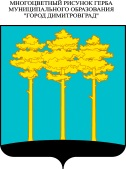 МНОГОЦВЕТНЫЙ РИСУНОК ГЕРБА
МУНИЦИПАЛЬНОГО ОБРАЗОВАНИЯ
"ГОРОД ДИМИТРОВГРАД"